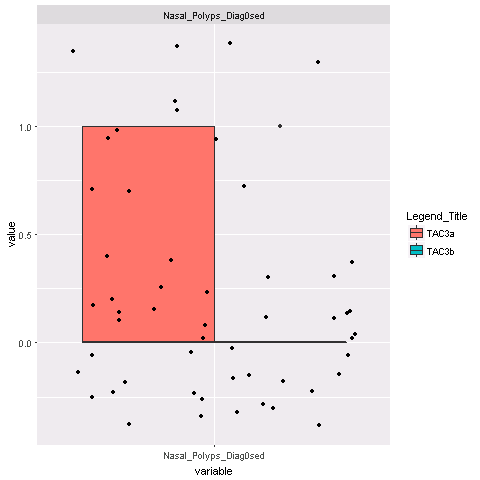 Nasal_Polyps_Diag0sed
1.0
0.5
0.0
value
Nasal_Polyps_Diag0sed
variable
Legend_Title
TAC3a
TAC3b